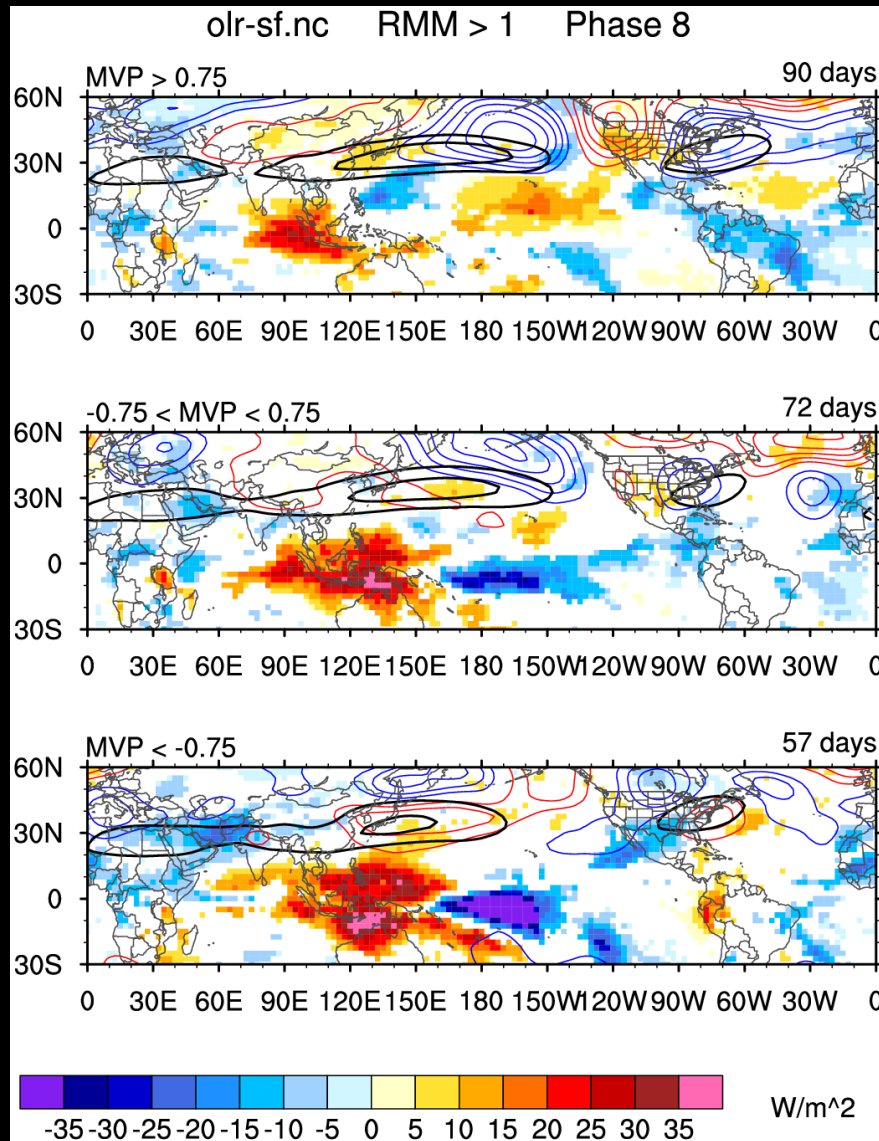 olr-sf.nc RMM > 1 Phase 8
MVP > 0.75 90 days
60N
30N
0
30S
0 30E 60E 90E 120E 150E 180 150W 120W 90W 60W 30W 0
-0.75 < MVP < 0.75 72 days
60N
30N
0
30S
0 30E 60E 90E 120E 150E 180 150W 120W 90W 60W 30W 0
MVP < -0.75 57 days
60N
30N
0
30S
0 30E 60E 90E 120E 150E 180 150W 120W 90W 60W 30W 0
-35 -30 -25 -20 -15 -10 -5 0 5 10 15 20 25 30 35 W/m^2